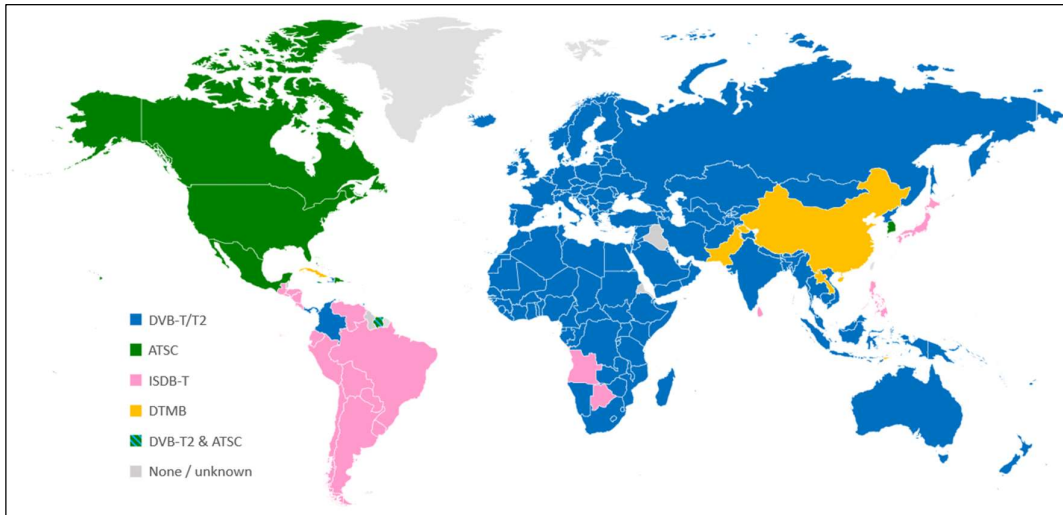 DVB-T/T2
ATSC
ISDB-T
DTMB
DVB-T2 & ATSC
None / unknown